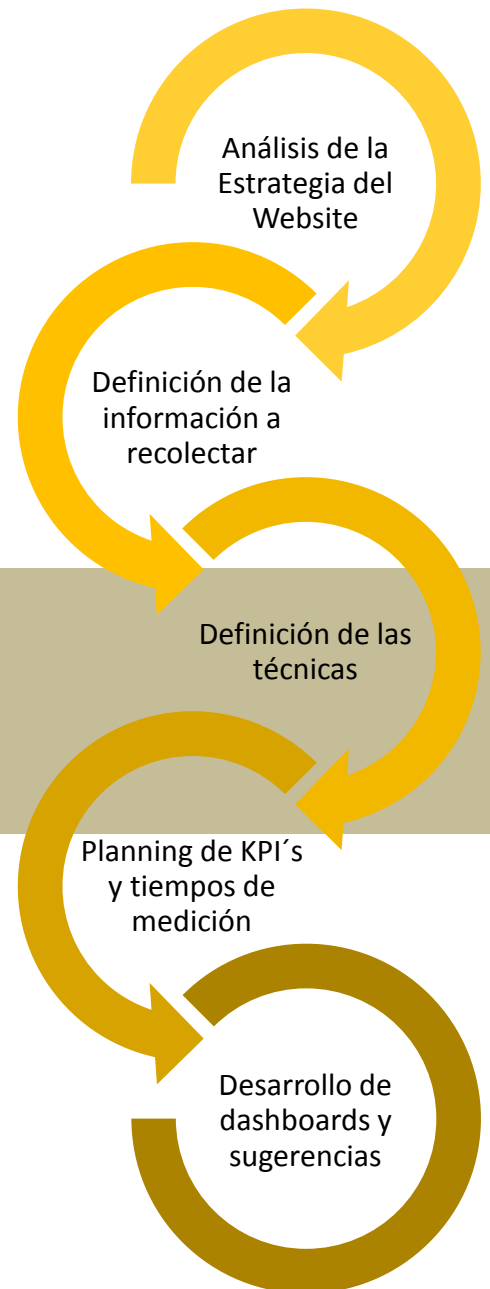 Análisis de la
Estrategia del
Website
Definición de la
información a
recolectar
Definición de las
técnicas
Planning de KPI´s
y tiempos de
medición
Desarrollo de
dashboards y
sugerencias